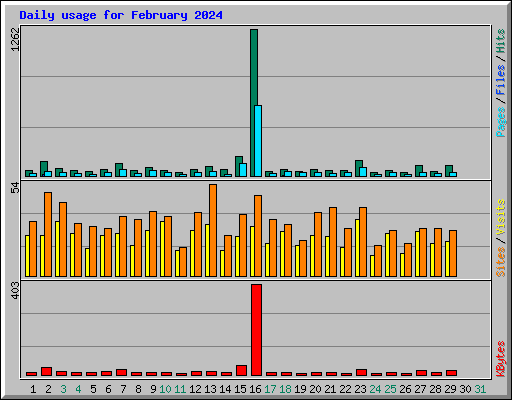 Daily usage for February 2024
1262
Pages / Files / Hits
54
Sites / Visits
403
KBytes
1 2 3 4 5 6 7 8 9 10 11 12 13 14 15 16 17 18 19 20 21 22 23 24 25 26 27 28 29 30 31